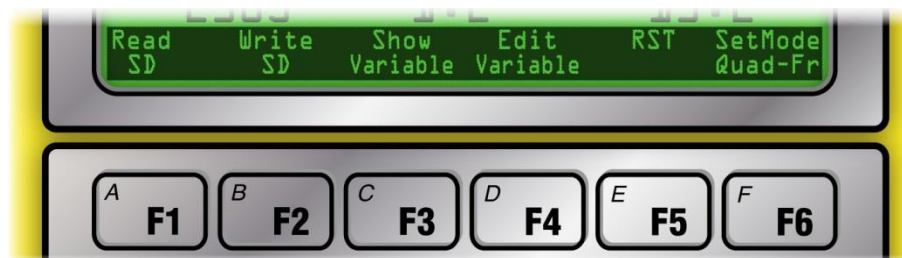 Read Write Show Edit RST SetMode
SD SD Variable Variable Quad-Fr
A B C D E F
F1 F2 F3 F4 F5 F6